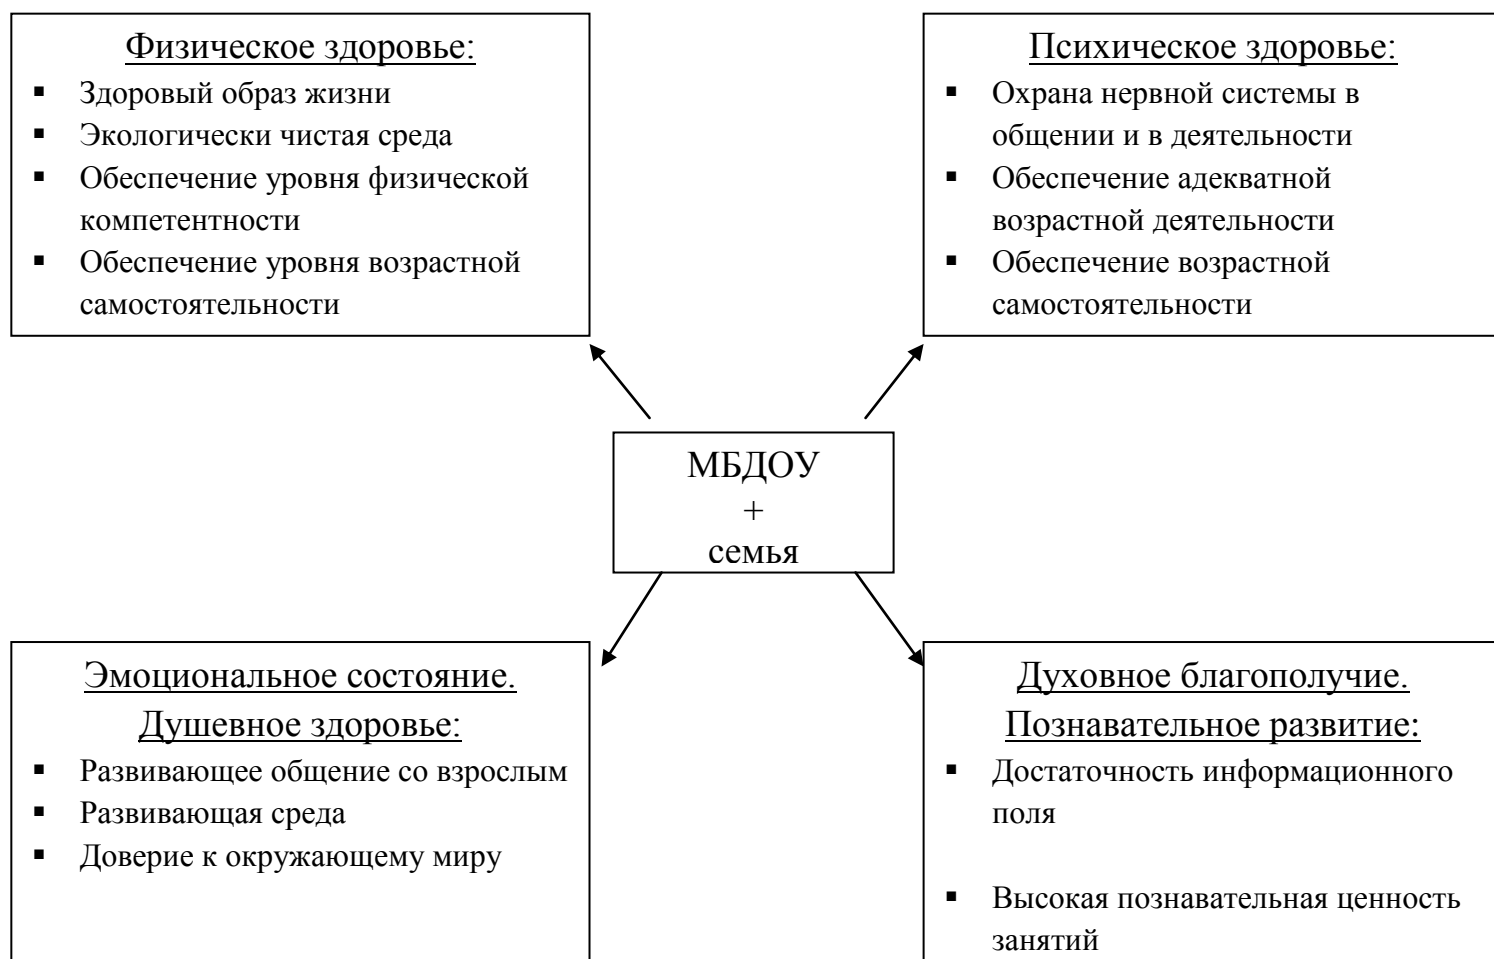 Физическое здоровье:
▪ Здоровый образ жизни
▪ Экологически чистая среда
▪ Обеспечение уровня физической
компетентности
▪ Обеспечение уровня возрастной
самостоятельности
Психическое здоровье:
▪ Охрана нервной системы в
общении и в деятельности
▪ Обеспечение адекватной
возрастной деятельности
▪ Обеспечение возрастной
самостоятельности
МБДОУ
+
семья
Эмоциональное состояние.
Душевное здоровье:
▪ Развивающее общение со взрослым
▪ Развивающая среда
▪ Доверие к окружающему миру
Духовное благополучие.
Познавательное развитие:
▪ Достаточность информационного
поля
▪ Высокая познавательная ценность
занятий